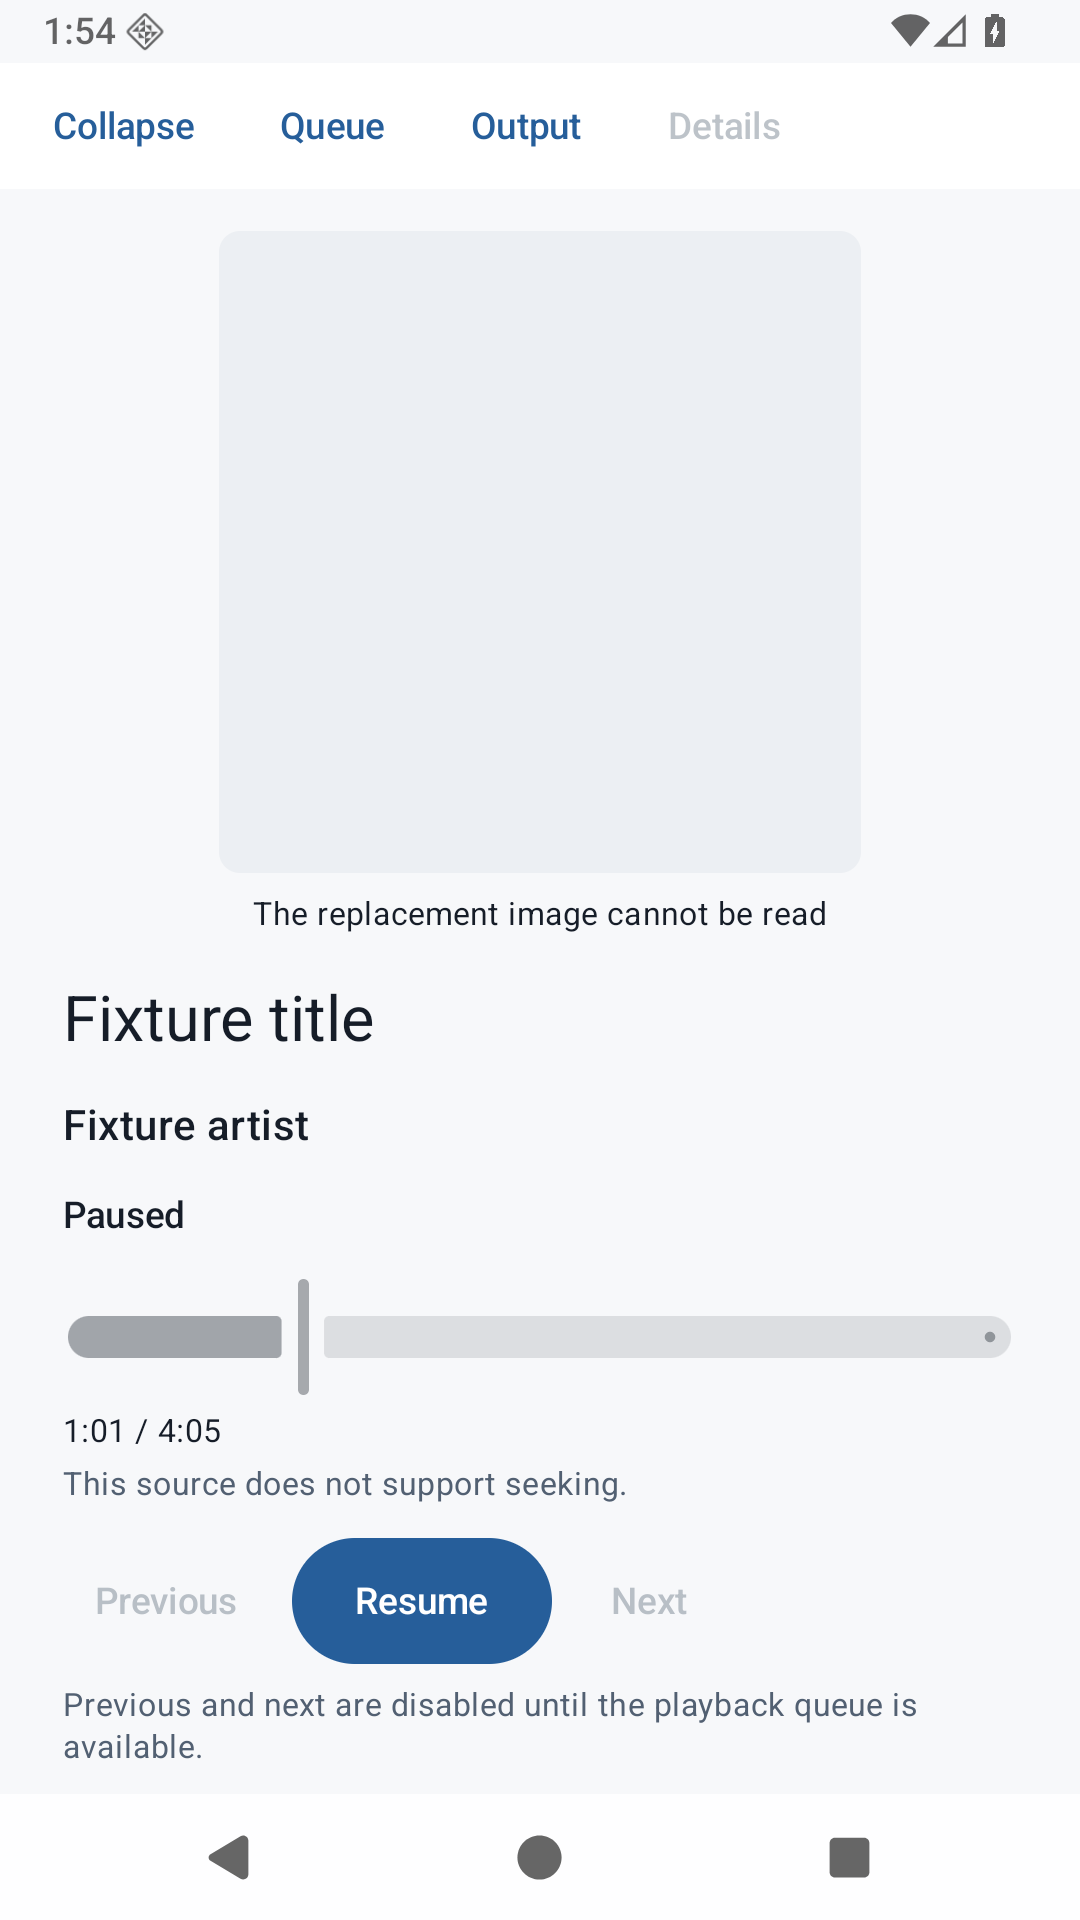 1:54
Collapse Queue Output Details
The replacement image cannot be read
Fixture title
Fixture artist
Paused
1:01 / 4:05
This source does not support seeking.
Previous Resume Next
Previous and next are disabled until the playback queue is
available.